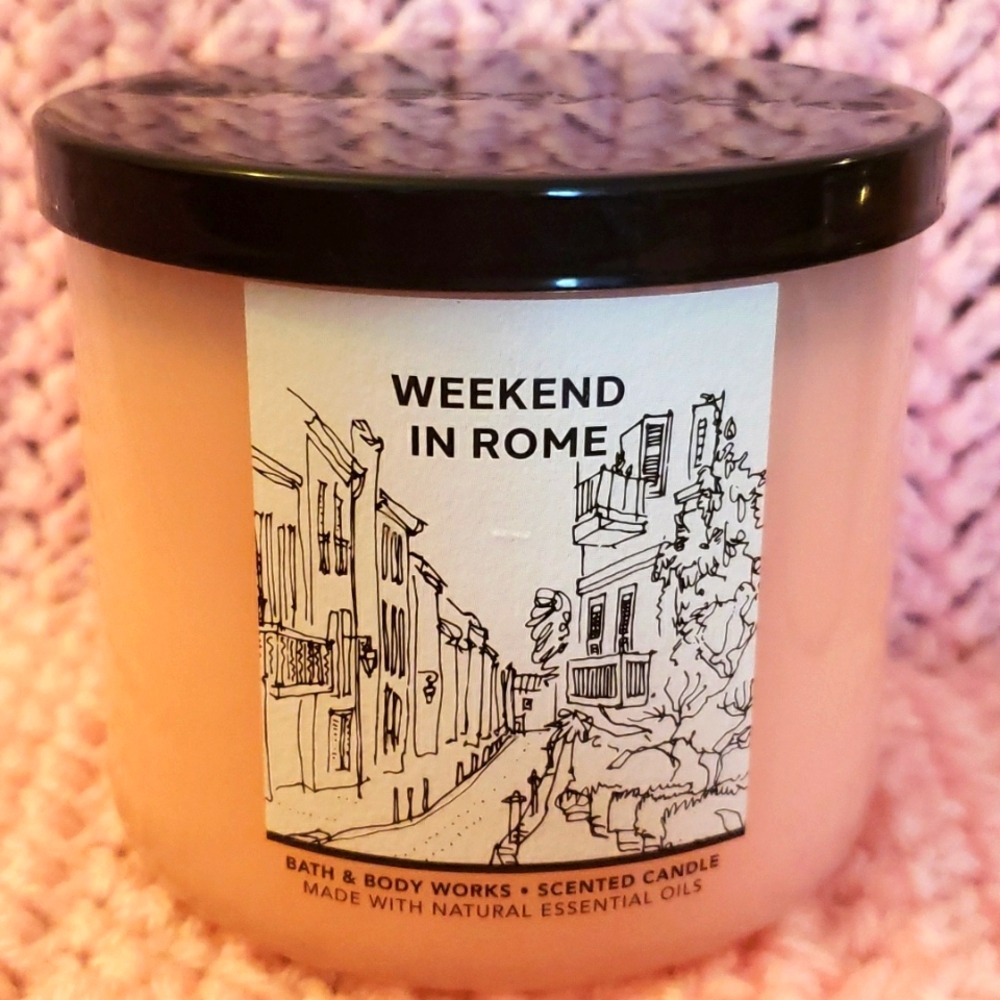 WEEKEND
IN ROME
BATH & BODY WORKS • SCENTED CANDLE
MADE WITH NATURAL ESSENTIAL OILS